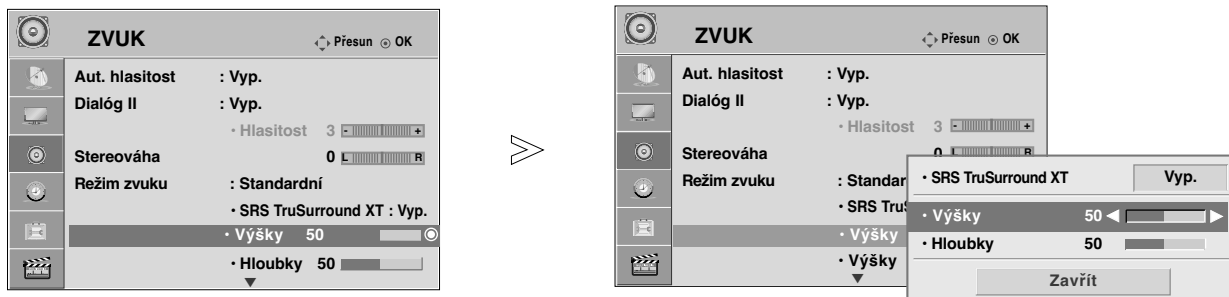 ZVUK
Přesun OK
Aut. hlasitost : Vyp.
Dialóg II : Vyp.
• Hlasitost 3 - +
Stereováha 0 L R
Režim zvuku : Standardní
• SRS TruSurround XT : Vyp.
• Výšky 50
• Hloubky 50
ZVUK
Přesun OK
Aut. hlasitost : Vyp.
Dialóg II : Vyp.
• Hlasitost 3 - +
Stereováha 0 L R
Režim zvuku : Standar
• SRS TruS
• Výšky
• Výšky
• SRS TruSurround XT Vyp.
• Výšky 50
• Hloubky 50
Zavřít